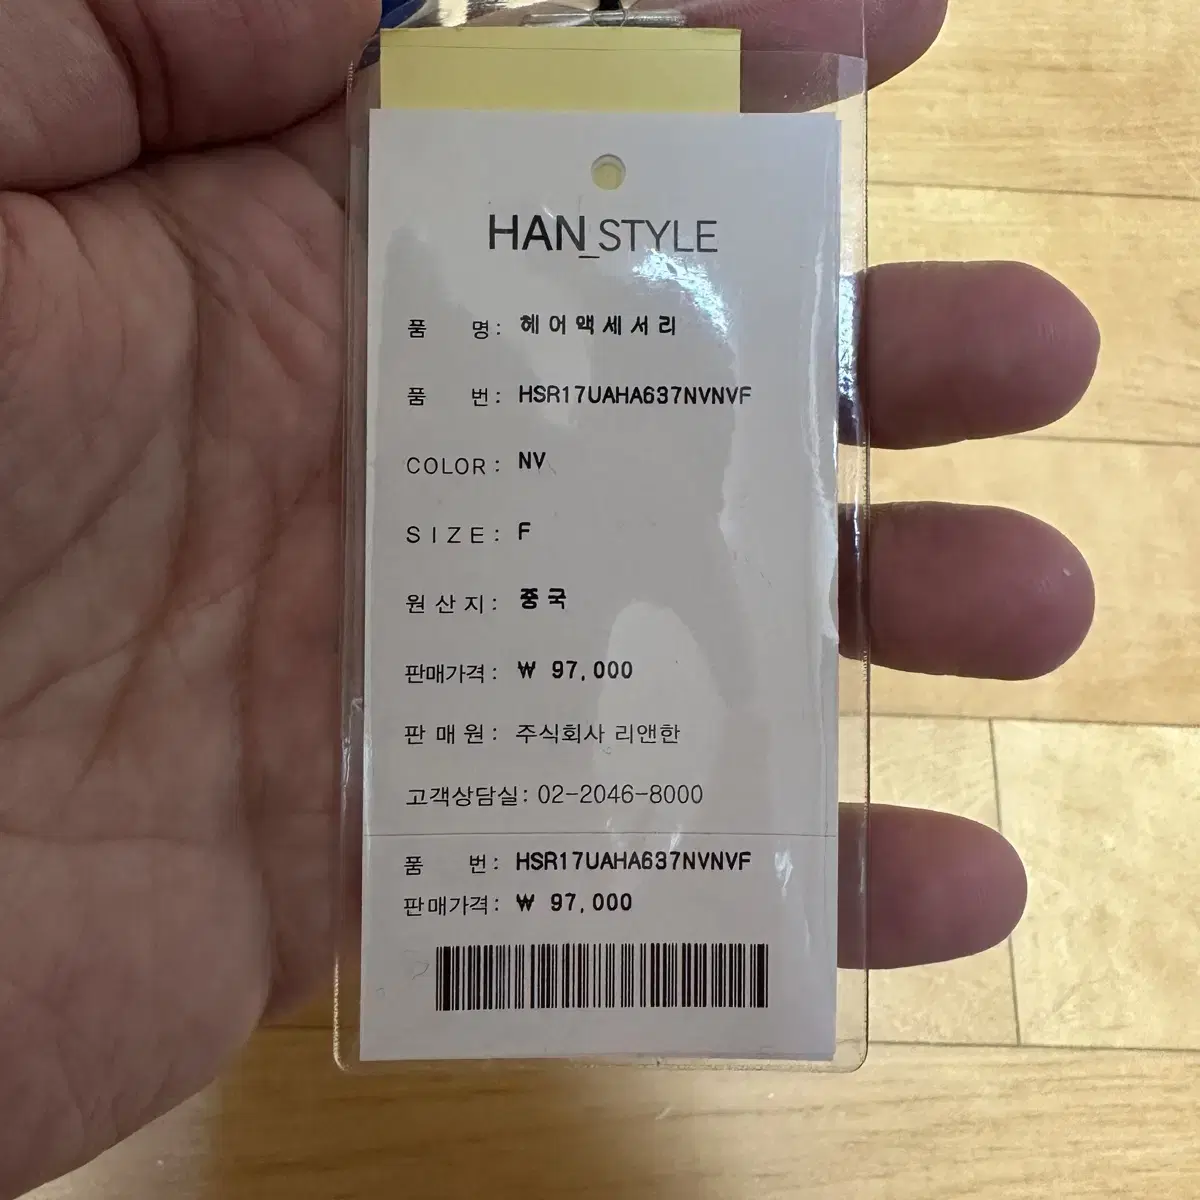 HAN_STYLE
품 명: 헤어액세서리
품 번: HSR17UAHA637NVNVF
COLOR: NV
SIZE: F
원산지: 중국
판매가격: ₩ 97,000
판매원: 주식회사 리앤한
고객상담실: 02-2046-8000
품 번: HSR17UAHA637NVNVF
판매가격: ₩ 97,000